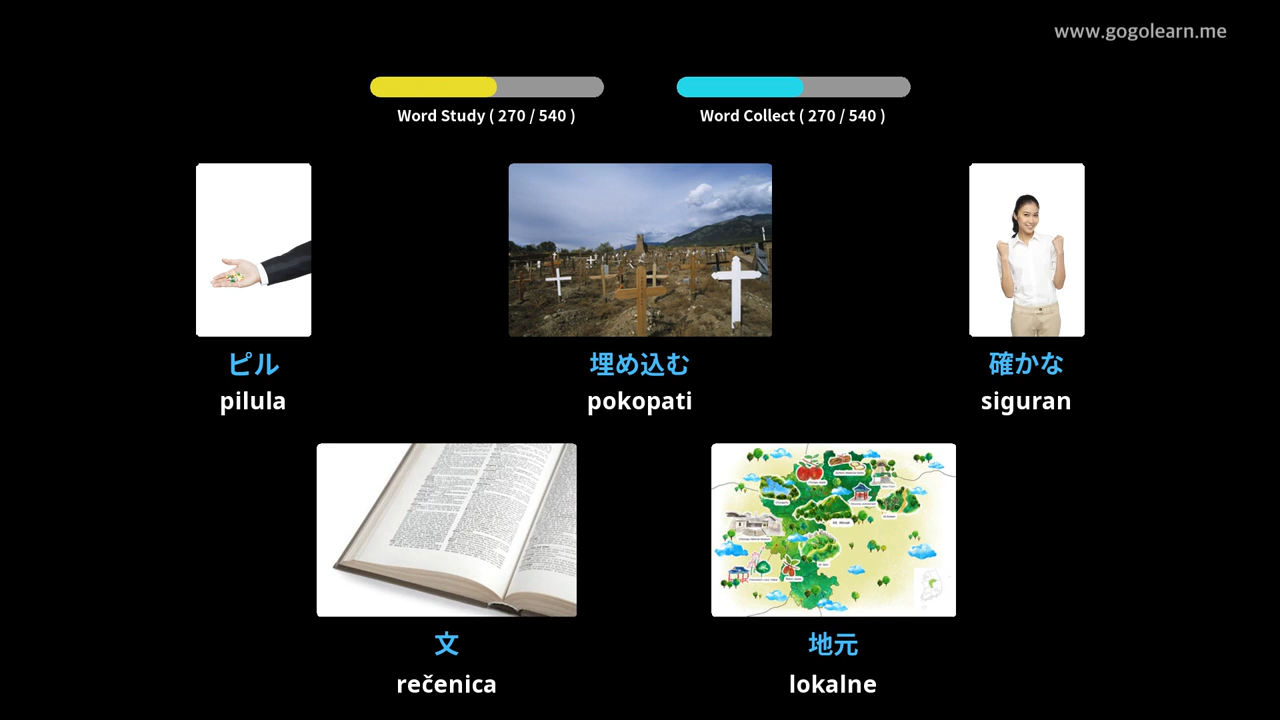 www.gogolearn.me
Word Study ( 270 / 540 )
Word Collect ( 270 / 540 )
ピル
pilula
埋め込む
pokopati
確かな
siguran
文
rečenica
地元
lokalne